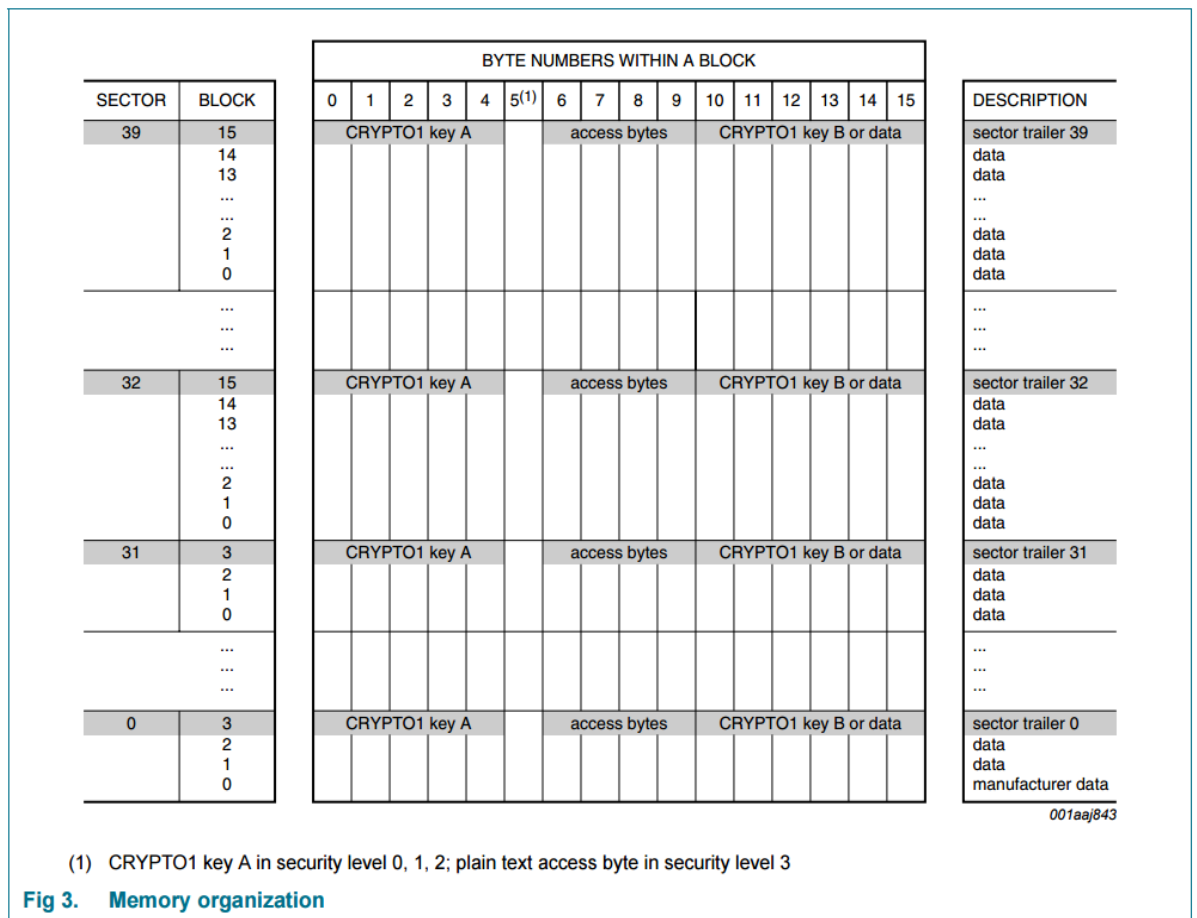 BYTE NUMBERS WITHIN A BLOCK
SECTOR BLOCK 0 1 2 3 4 5(1) 6 7 8 9 10 11 12 13 14 15 DESCRIPTION
39 15 CRYPTO1 key A access bytes CRYPTO1 key B or data sector trailer 39
14 data
13 data
... ...
... ...
2 data
1 data
0 data
... ...
... ...
... ...
32 15 CRYPTO1 key A access bytes CRYPTO1 key B or data sector trailer 32
14 data
13 data
... ...
... ...
2 data
1 data
0 data
31 3 CRYPTO1 key A access bytes CRYPTO1 key B or data sector trailer 31
2 data
1 data
0 data
... ...
... ...
... ...
0 3 CRYPTO1 key A access bytes CRYPTO1 key B or data sector trailer 0
2 data
1 data
0 manufacturer data
001aaj843
(1) CRYPTO1 key A in security level 0, 1, 2; plain text access byte in security level 3
Fig 3. Memory organization